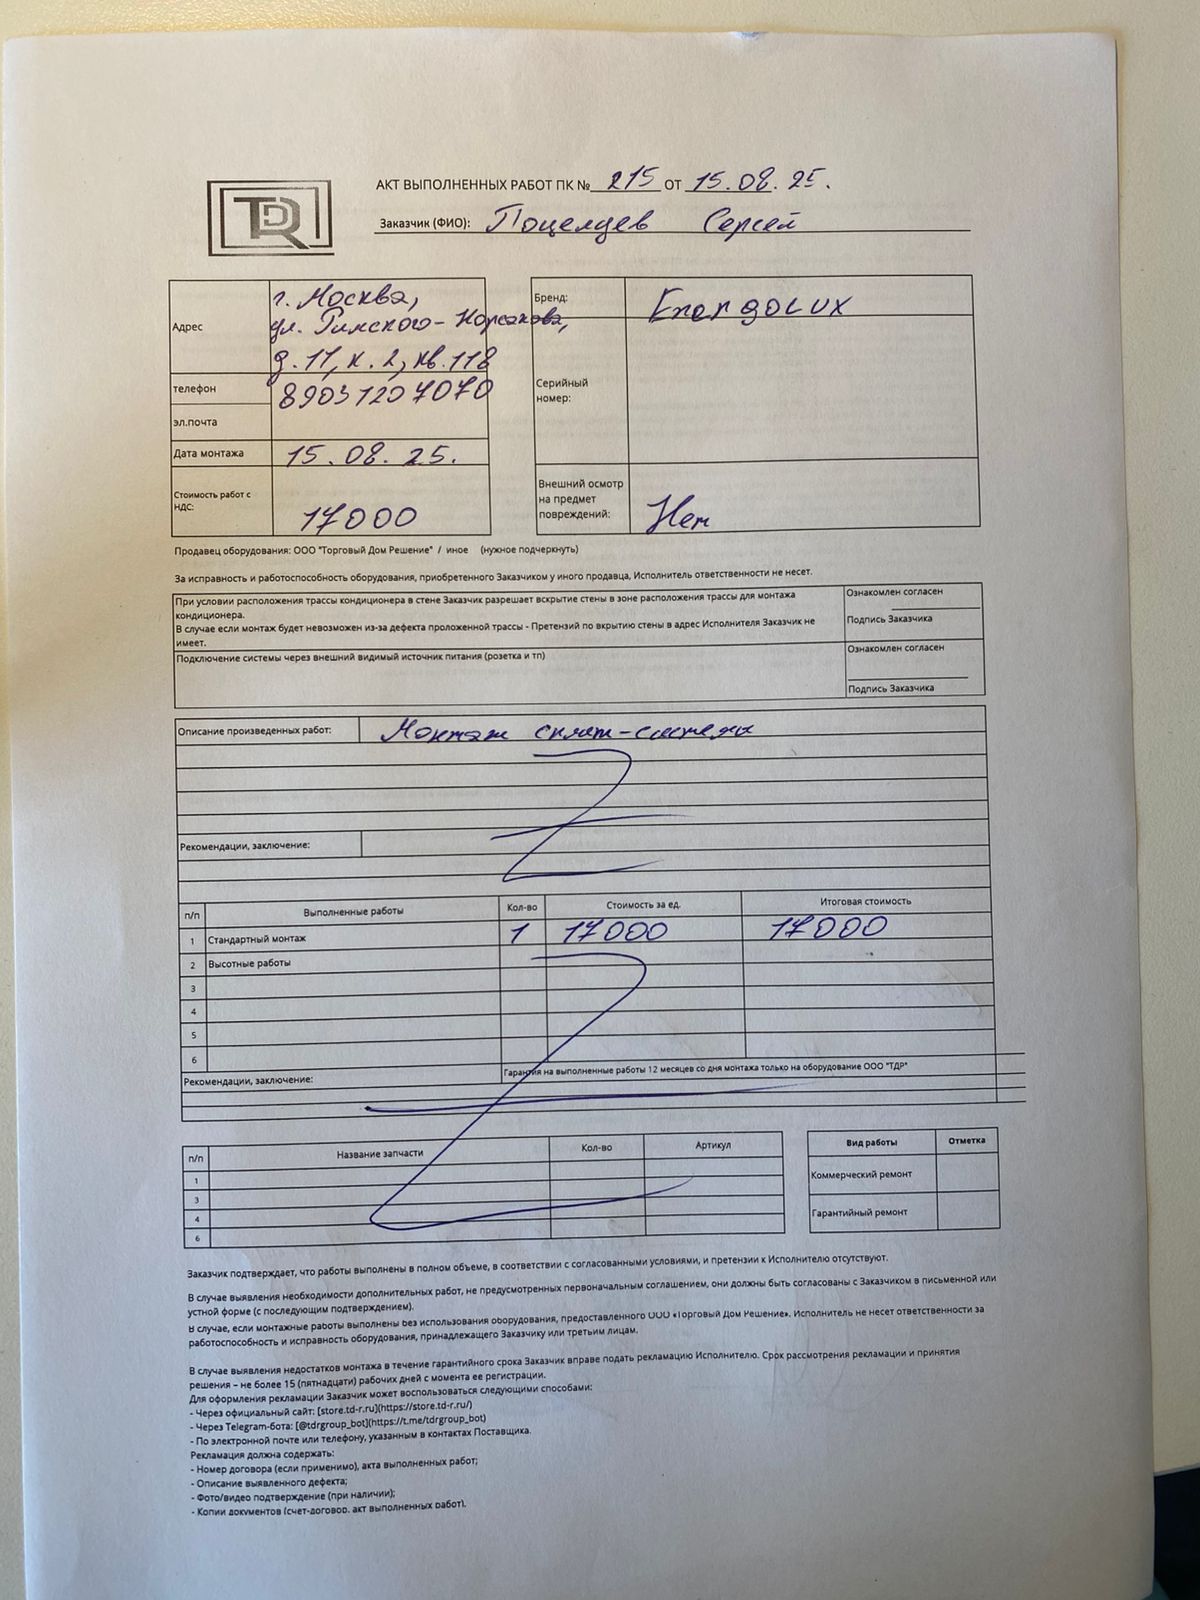 TDR
АКТ ВЫПОЛНЕННЫХ РАБОТ ПК № 215 ОТ 15.08.25.
Заказчик (ФИО): Поцелуев Сергей
Адрес г. Москва,
ул. Римского-Корсакова,
д. 11, к. 2, кв. 118
телефон 89031207070
эл.почта
Дата монтажа 15.08.25.
Стоимость работ с
НДС: 17000
Бренд: Energolux
Серийный
номер:
Внешний осмотр
на предмет
повреждений: Нет
Продавец оборудования: ООО "Торговый Дом Решение" / иное (нужное подчеркнуть)
За исправность и работоспособность оборудования, приобретенного Заказчиком у иного продавца, Исполнитель ответственности не несет.
При условии расположения трассы кондиционера в стене Заказчик разрешает вскрытие стены в зоне расположения трассы для монтажа
кондиционера.
В случае если монтаж будет невозможен из-за дефекта проложенной трассы - Претензий по вкрытию стены в адрес Исполнителя Заказчик не
имеет.
Ознакомлен согласен
Подпись Заказчика
Подключение системы через внешний видимый источник питания (розетка и тп)
Ознакомлен согласен
Подпись Заказчика
Описание произведенных работ: Монтаж сплит-системы
Рекомендации, заключение:
п/п Выполненные работы Кол-во Стоимость за ед. Итоговая стоимость
1 Стандартный монтаж 1 17000 17000
2 Высотные работы
3
4
5
6
Рекомендации, заключение: Гарантия на выполненные работы 12 месяцев со дня монтажа только на оборудование ООО "ТДР"
п/п Название запчасти Кол-во Артикул
1
3
4
6
Вид работы Отметка
Коммерческий ремонт
Гарантийный ремонт
Заказчик подтверждает, что работы выполнены в полном объеме, в соответствии с согласованными условиями, и претензии к Исполнителю отсутствуют.
В случае выявления необходимости дополнительных работ, не предусмотренных первоначальным соглашением, они должны быть согласованы с Заказчиком в письменной или
устной форме (с последующим подтверждением).
В случае, если монтажные работы выполнены без использования оборудования, предоставленного ООО «Торговый Дом Решение». Исполнитель не несет ответственности за
работоспособность и исправность оборудования, принадлежащего Заказчику или третьим лицам.
В случае выявления недостатков монтажа в течение гарантийного срока Заказчик вправе подать рекламацию Исполнителю. Срок рассмотрения рекламации и принятия
решения – не более 15 (пятнадцати) рабочих дней с момента ее регистрации.
Для оформления рекламации Заказчик может воспользоваться следующими способами:
- Через официальный сайт: [store.td-r.ru](https://store.td-r.ru/)
- Через Telegram-бота: [@tdrgroup_bot](https://t.me/tdrgroup_bot)
- По электронной почте или телефону, указанным в контактах Поставщика.
Рекламация должна содержать:
- Номер договора (если применимо), акта выполненных работ;
- Описание выявленного дефекта;
- Фото/видео подтверждение (при наличии);
- Копии документов (счет-договор, акт выполненных работ).